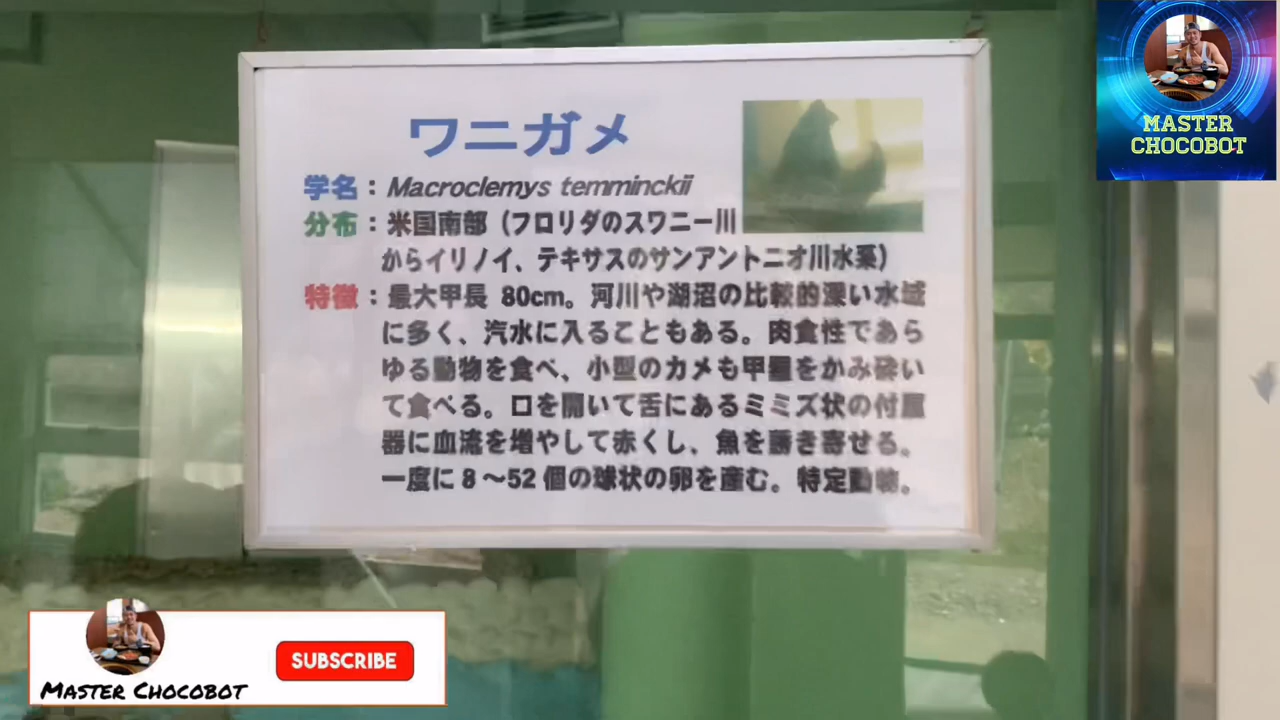 ワニガメ
学名：Macroclemys temminckii
分布：米国南部（フロリダのスワニー川
からイリノイ、テキサスのサンアントニオ川水系）
特徴：最大甲長 80cm。河川や湖沼の比較的深い水域
に多く、汽水に入ることもある。肉食性であら
ゆる動物を食べ、小型のカメも甲羅をかみ砕い
て食べる。口を開いて舌にあるミミズ状の付属
器に血流を増やして赤くし、魚を誘き寄せる。
一度に8～52個の球状の卵を産む。特定動物。
MASTER
CHOCOBOT
SUBSCRIBE
MASTER CHOCOBOT